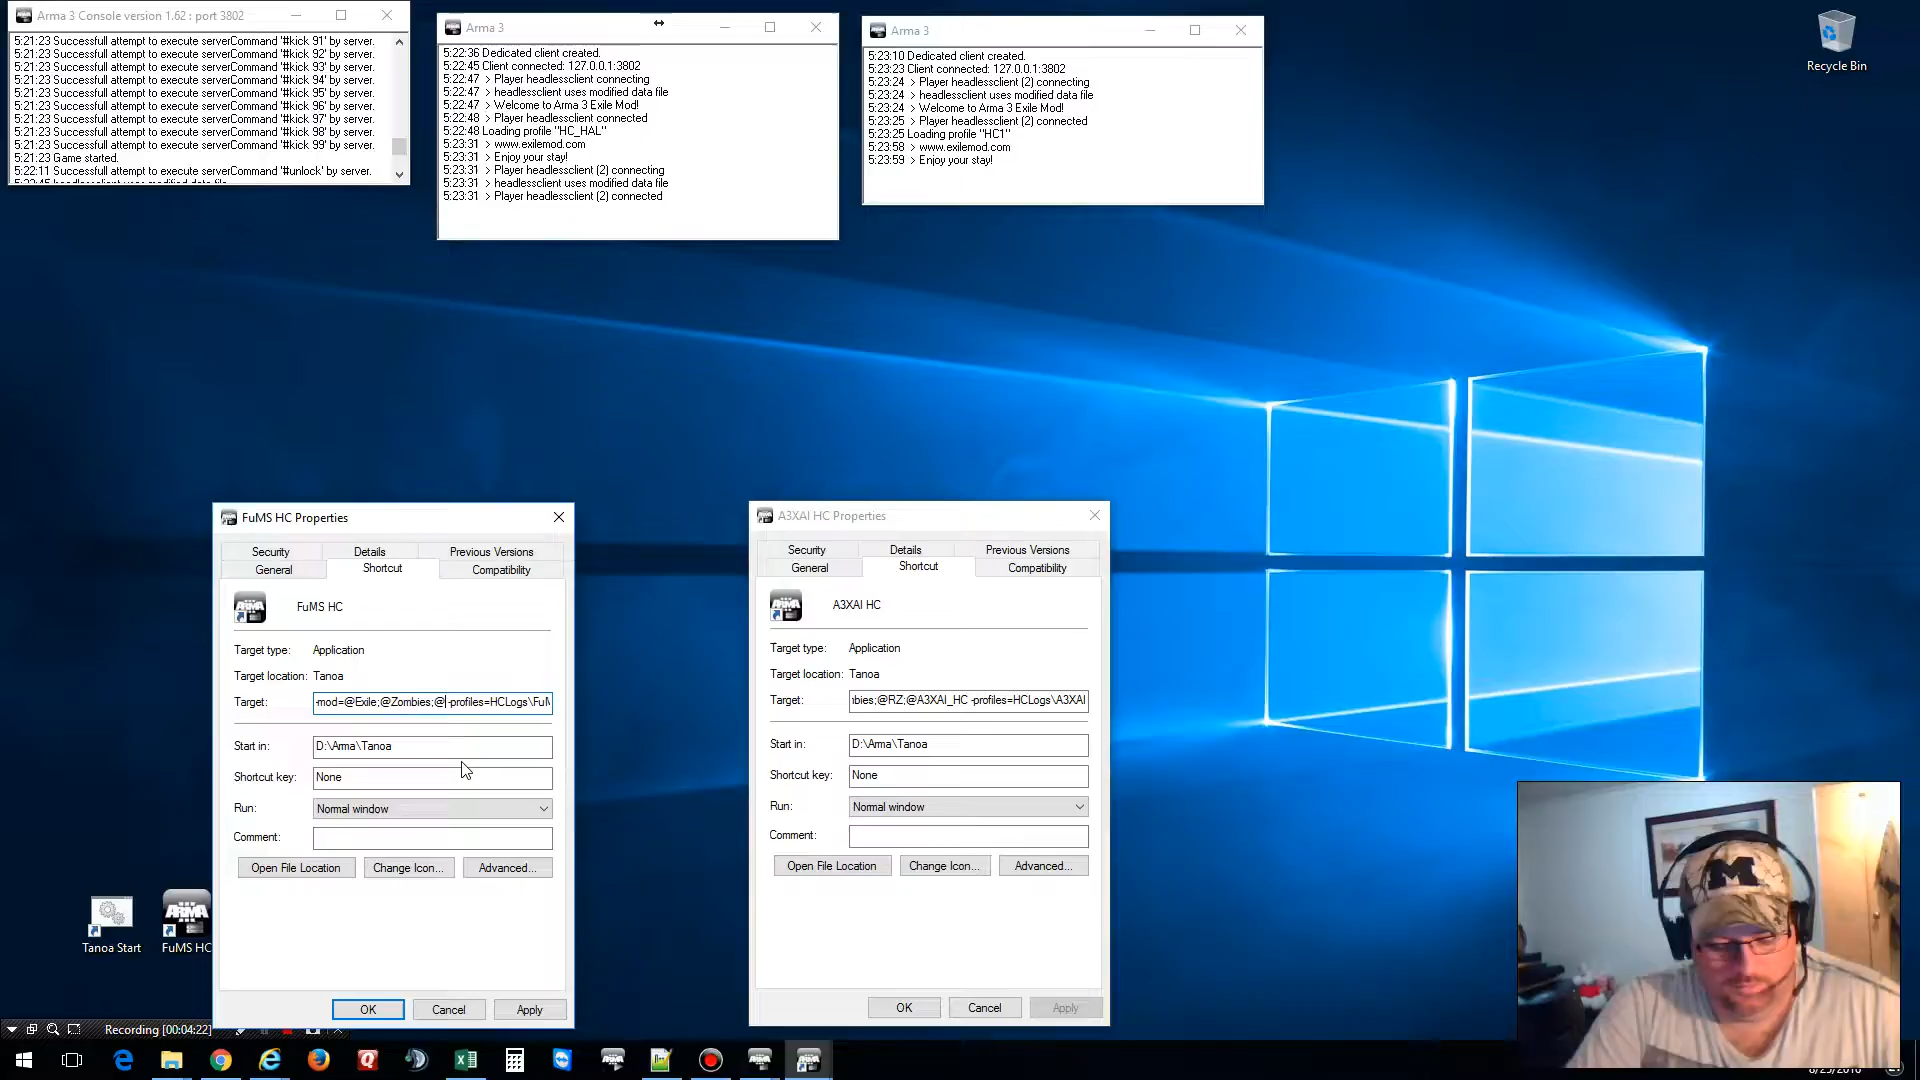 Arma 3 Console version 1.62 : port 3802
5:21:23 Successful attempt to execute serverCommand '#kick 91' by server.
5:21:23 Successful attempt to execute serverCommand '#kick 92' by server.
5:21:23 Successful attempt to execute serverCommand '#kick 93' by server.
5:21:23 Successful attempt to execute serverCommand '#kick 94' by server.
5:21:23 Successful attempt to execute serverCommand '#kick 95' by server.
5:21:23 Successful attempt to execute serverCommand '#kick 96' by server.
5:21:23 Successful attempt to execute serverCommand '#kick 97' by server.
5:21:23 Successful attempt to execute serverCommand '#kick 98' by server.
5:21:23 Successful attempt to execute serverCommand '#kick 99' by server.
5:21:23 Game started.
5:22:11 Successful attempt to execute serverCommand '#unlock' by server.
Arma 3
5:22:36 Dedicated client created.
5:22:45 Client connected: 127.0.0.1:3802
5:22:47 > Player headlessclient connecting
5:22:47 > headlessclient uses modified data file
5:22:47 > Welcome to Arma 3 Exile Mod!
5:22:48 > Player headlessclient connected
5:22:48 Loading profile "HC_HAL"
5:23:31 > www.exilemod.com
5:23:31 > Enjoy your stay!
5:23:31 > Player headlessclient (2) connecting
5:23:31 > headlessclient uses modified data file
5:23:31 > Player headlessclient (2) connected
Arma 3
5:23:10 Dedicated client created.
5:23:23 Client connected: 127.0.0.1:3802
5:23:24 > Player headlessclient (2) connecting
5:23:24 > headlessclient uses modified data file
5:23:24 > Welcome to Arma 3 Exile Mod!
5:23:25 > Player headlessclient (2) connected
5:23:25 Loading profile "HC1"
5:23:58 > www.exilemod.com
5:23:59 > Enjoy your stay!
Recycle Bin
FuMS HC Properties
Security Details Previous Versions
General Shortcut Compatibility
FuMS HC
Target type: Application
Target location: Tanoa
Target: -mod=@Exile;@Zombies;@ -profiles=HCLogs\Fu
Start in: D:\Arma\Tanoa
Shortcut key: None
Run: Normal window
Comment:
Open File Location Change Icon... Advanced...
OK Cancel Apply
A3XAI HC Properties
Security Details Previous Versions
General Shortcut Compatibility
A3XAI HC
Target type: Application
Target location: Tanoa
Target: bies;@RZ;@A3XAI_HC -profiles=HCLogs\A3XAI
Start in: D:\Arma\Tanoa
Shortcut key: None
Run: Normal window
Comment:
Open File Location Change Icon... Advanced...
OK Cancel Apply
Tanoa Start
FuMS HC
Recording [00:04:22]